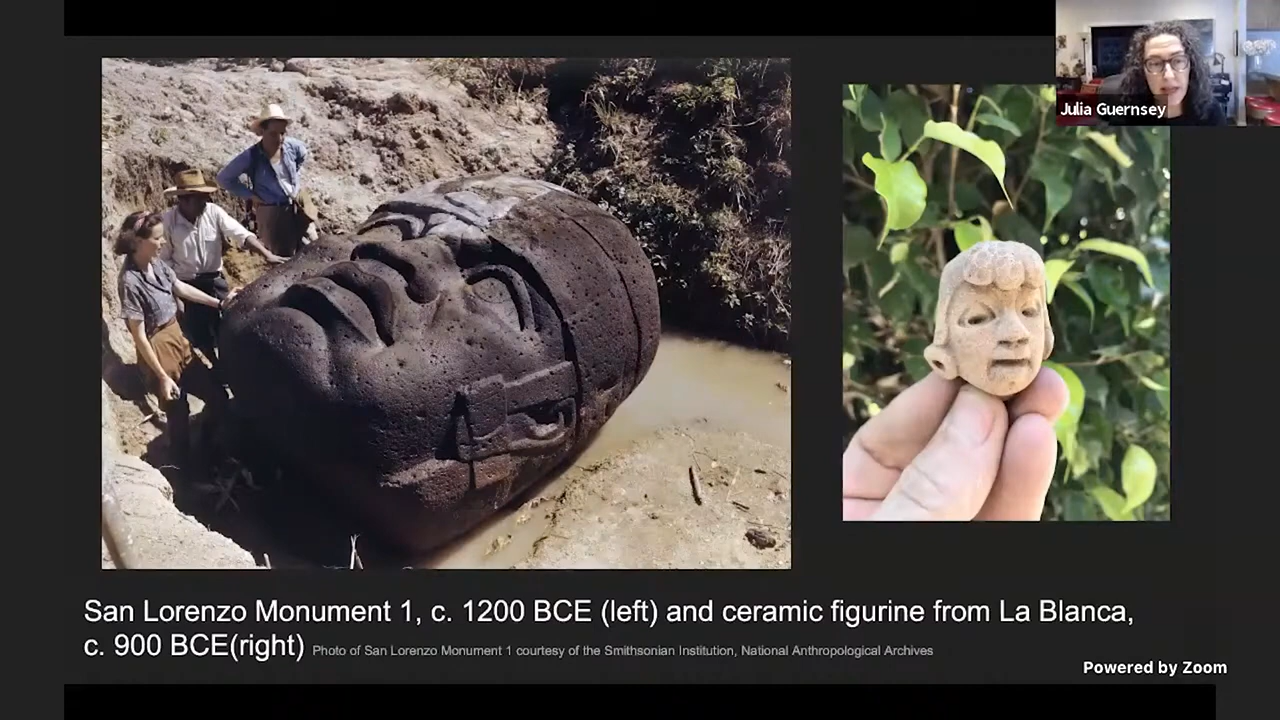 Julia Guernsey
San Lorenzo Monument 1, c. 1200 BCE (left) and ceramic figurine from La Blanca,
c. 900 BCE(right) Photo of San Lorenzo Monument 1 courtesy of the Smithsonian Institution, National Anthropological Archives
Powered by Zoom